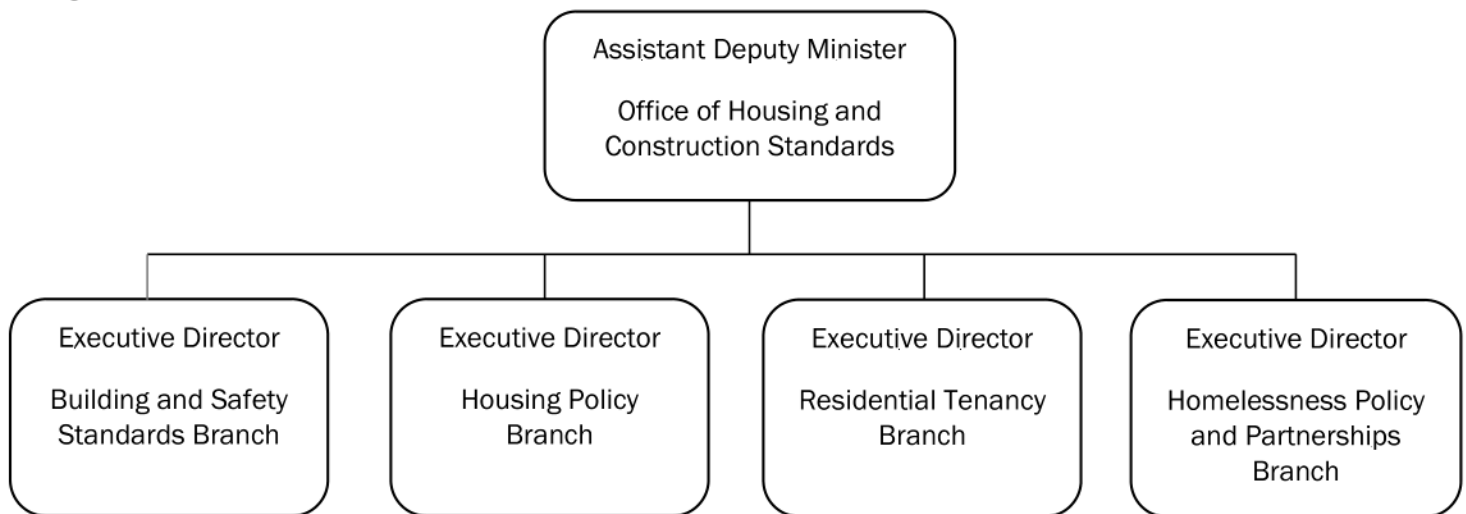 Assistant Deputy Minister
Office of Housing and
Construction Standards
Executive Director
Building and Safety
Standards Branch
Executive Director
Housing Policy
Branch
Executive Director
Residential Tenancy
Branch
Executive Director
Homelessness Policy
and Partnerships
Branch